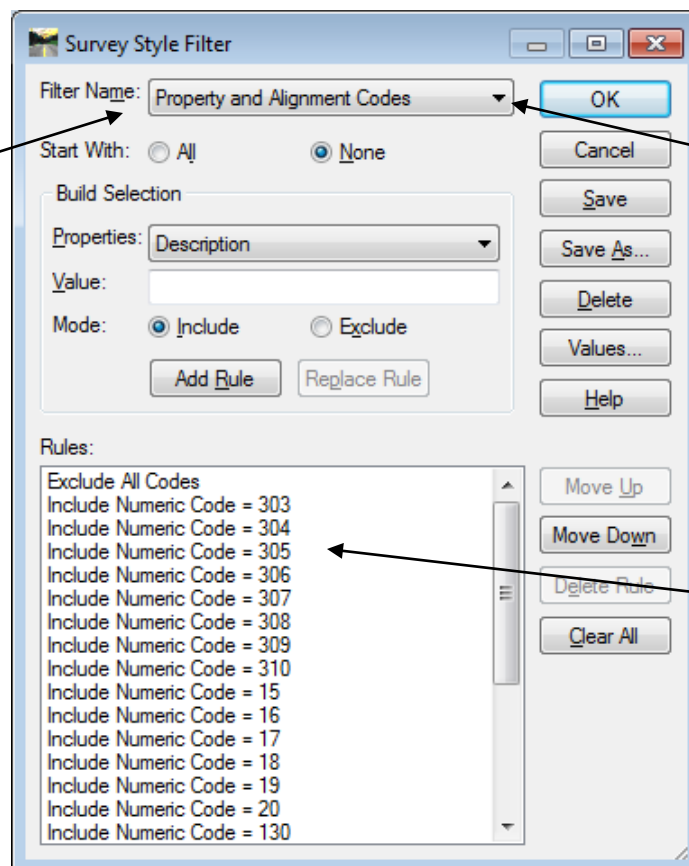 Survey Style Filter
Filter Name: Property and Alignment Codes
OK
Start With: All None
Cancel
Build Selection
Save
Properties: Description
Save As...
Value:
Delete
Mode: Include Exclude
Values...
Add Rule Replace Rule
Help
Rules:
Exclude All Codes
Include Numeric Code = 303
Include Numeric Code = 304
Include Numeric Code = 305
Include Numeric Code = 306
Include Numeric Code = 307
Include Numeric Code = 308
Include Numeric Code = 309
Include Numeric Code = 310
Include Numeric Code = 15
Include Numeric Code = 16
Include Numeric Code = 17
Include Numeric Code = 18
Include Numeric Code = 19
Include Numeric Code = 20
Include Numeric Code = 130
Move Up
Move Down
Delete Rule
Clear All